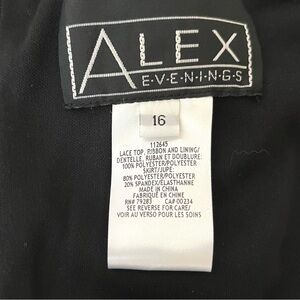 ALEX
E·V·E·N·I·N·G·S
16
112645
LACE TOP, RIBBON AND LINING/
DENTELLE, RUBAN ET DOUBLURE:
100% POLYESTER/POLYESTER
SKIRT/JUPE:
80% POLYESTER/POLYESTER
20% SPANDEX/ELASTHANNE
MADE IN CHINA
FABRIQUÉ EN CHINE
RN# 79283 CA# 00234
SEE REVERSE FOR CARE/
VOIR AU VERSO POUR LES SOINS